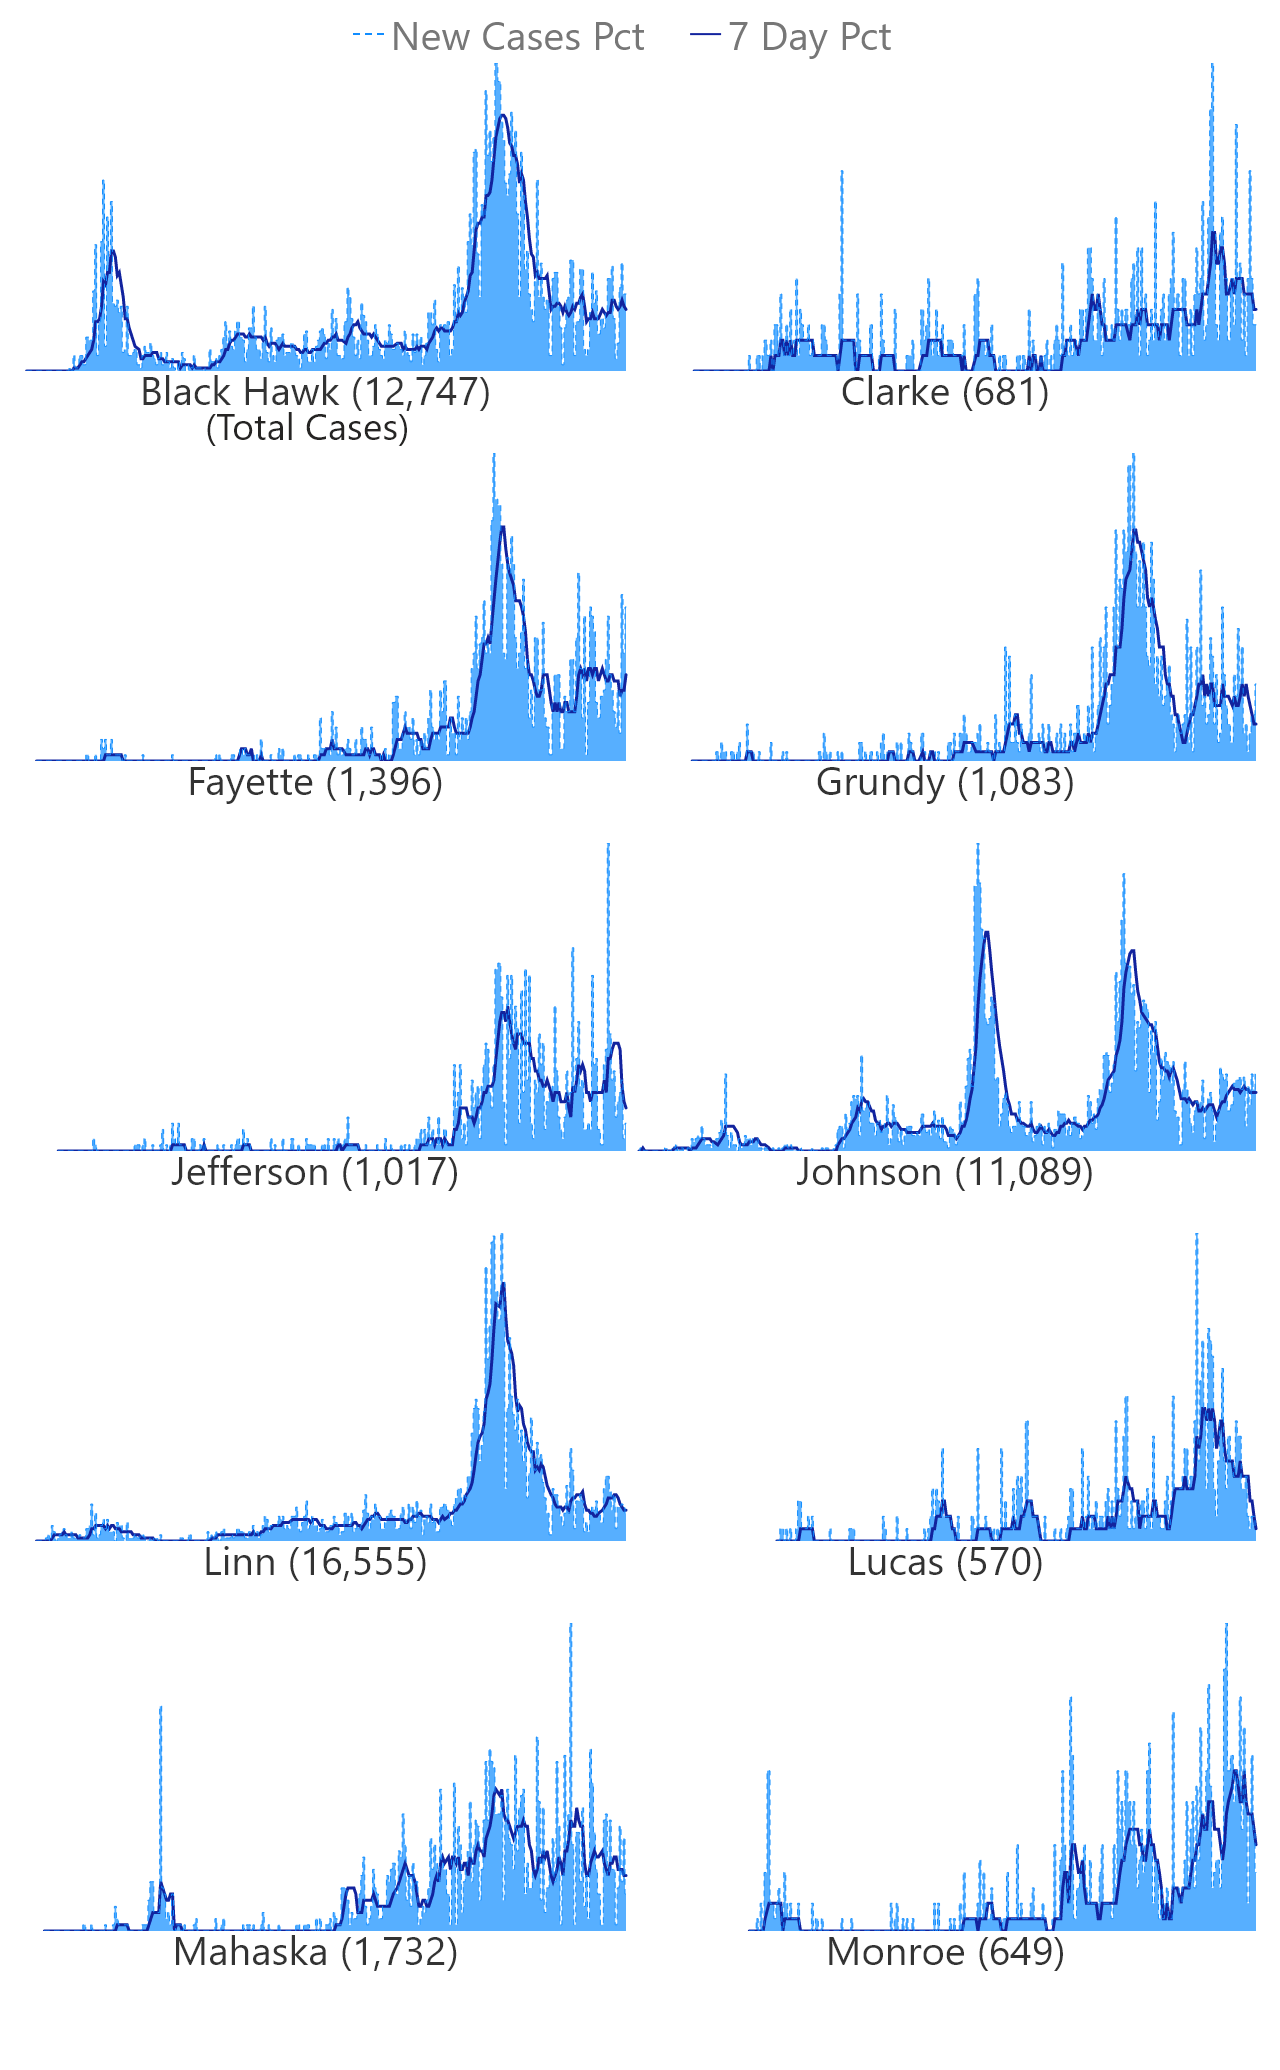 New Cases Pct 7 Day Pct
Black Hawk (12,747)
(Total Cases)
Clarke (681)
Fayette (1,396)
Grundy (1,083)
Jefferson (1,017)
Johnson (11,089)
Linn (16,555)
Lucas (570)
Mahaska (1,732)
Monroe (649)